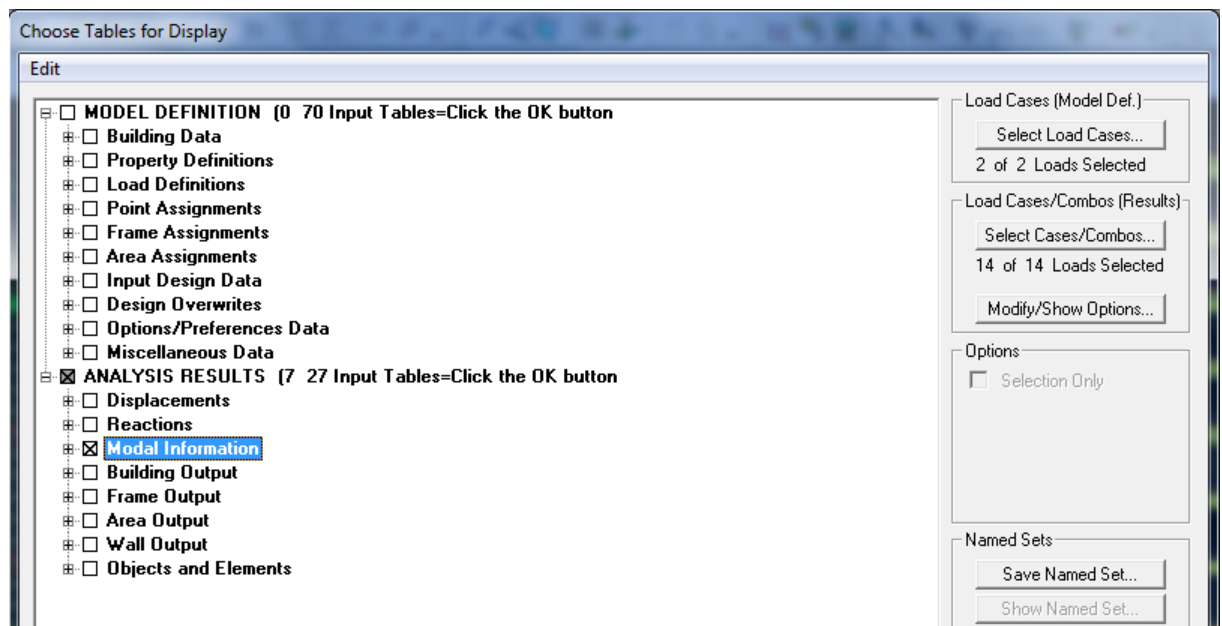 Choose Tables for Display
Edit
MODEL DEFINITION (0 70 Input Tables=Click the OK button
Building Data
Property Definitions
Load Definitions
Point Assignments
Frame Assignments
Area Assignments
Input Design Data
Design Overwrites
Options/Preferences Data
Miscellaneous Data
ANALYSIS RESULTS (7 27 Input Tables=Click the OK button
Displacements
Reactions
Modal Information
Building Output
Frame Output
Area Output
Wall Output
Objects and Elements
Load Cases (Model Def.)
Select Load Cases...
2 of 2 Loads Selected
Load Cases/Combos (Results)
Select Cases/Combos...
14 of 14 Loads Selected
Modify/Show Options...
Options
Selection Only
Named Sets
Save Named Set...
Show Named Set...